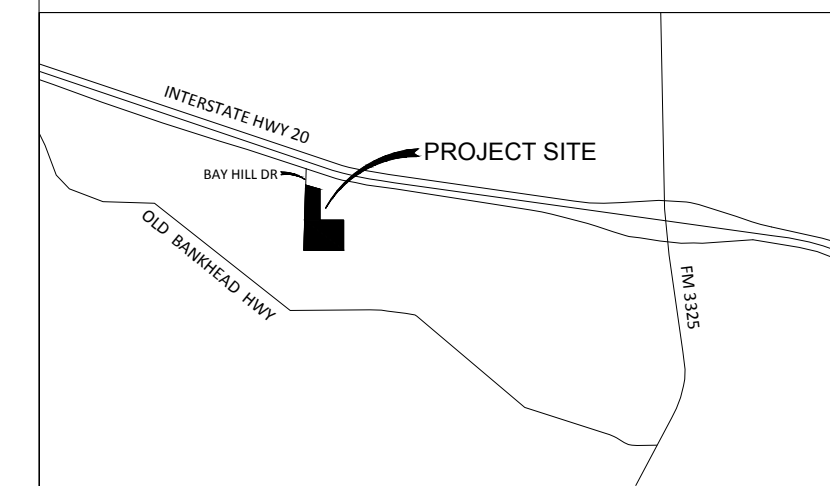 INTERSTATE HWY 20
PROJECT SITE
BAY HILL DR
OLD BANKHEAD HWY
FM 3325